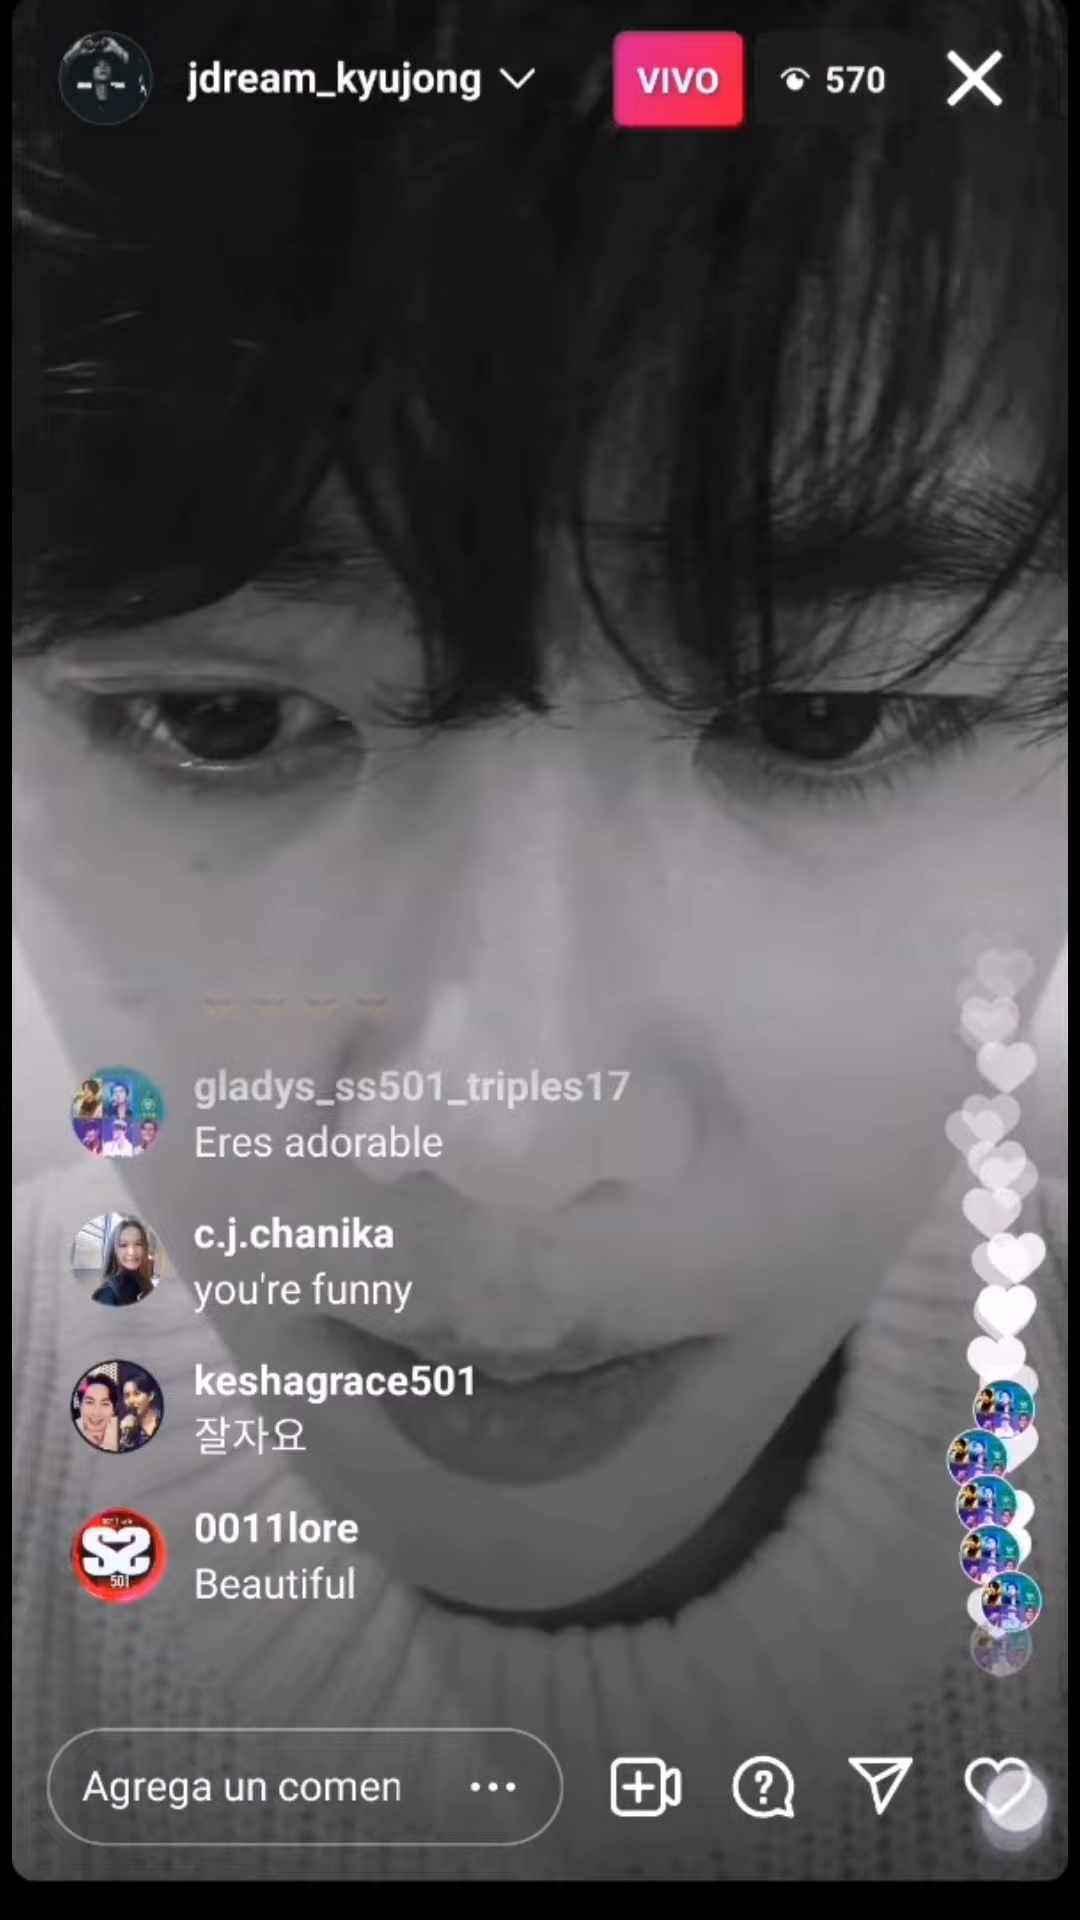 jdream_kyujong
VIVO
570
gladys_ss501_triples17
Eres adorable
c.j.chanika
you're funny
keshagrace501
잘자요
0011lore
Beautiful
501
Agrega un comen